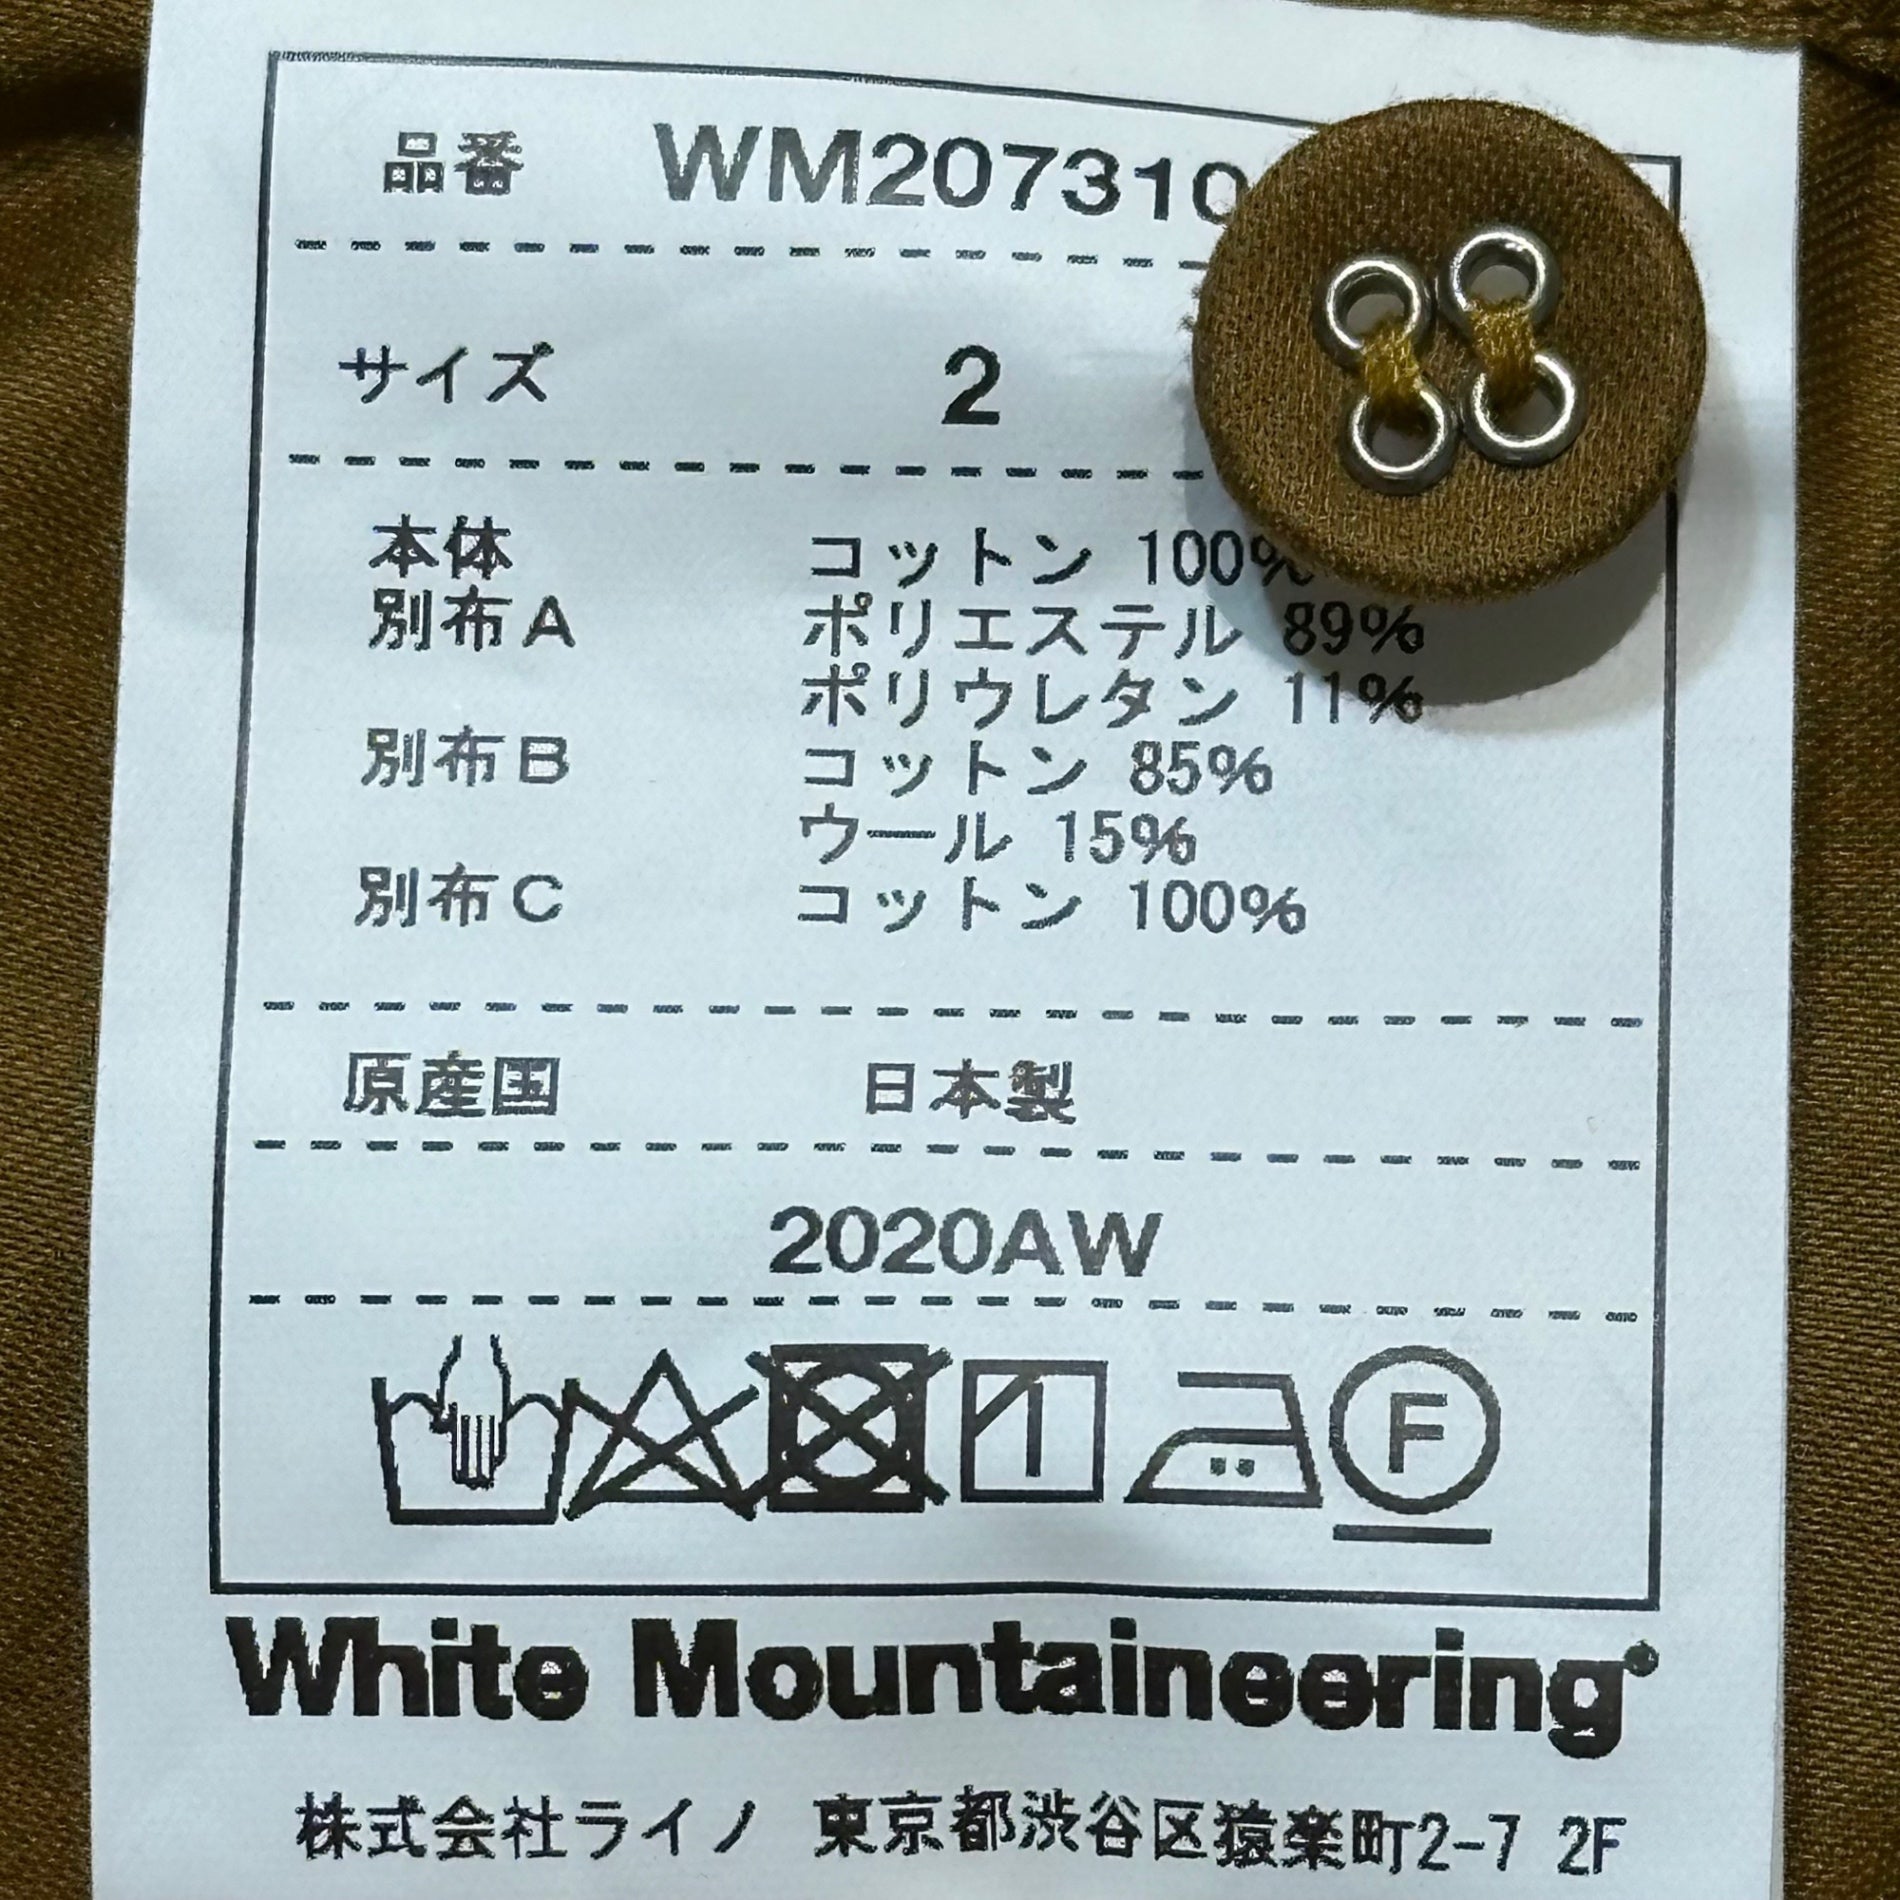 品番 WM207310
サイズ 2
本体 コットン 100%
別布A ポリエステル 89%
ポリウレタン 11%
別布B コットン 85%
ウール 15%
別布C コットン 100%
原産国 日本製
2020AW
F
White Mountaineering®
株式会社ライノ 東京都渋谷区猿楽町2-7 2F